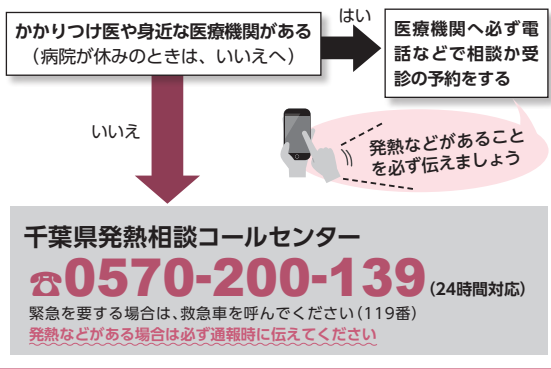 かかりつけ医や身近な医療機関がある
（病院が休みのときは、いいえへ）
はい
医療機関へ必ず電
話などで相談か受
診の予約をする
いいえ
発熱などがあること
を必ず伝えましょう
千葉県発熱相談コールセンター
☎0570-200-139（24時間対応）
緊急を要する場合は、救急車を呼んでください（119番）
発熱などがある場合は必ず通報時に伝えてください